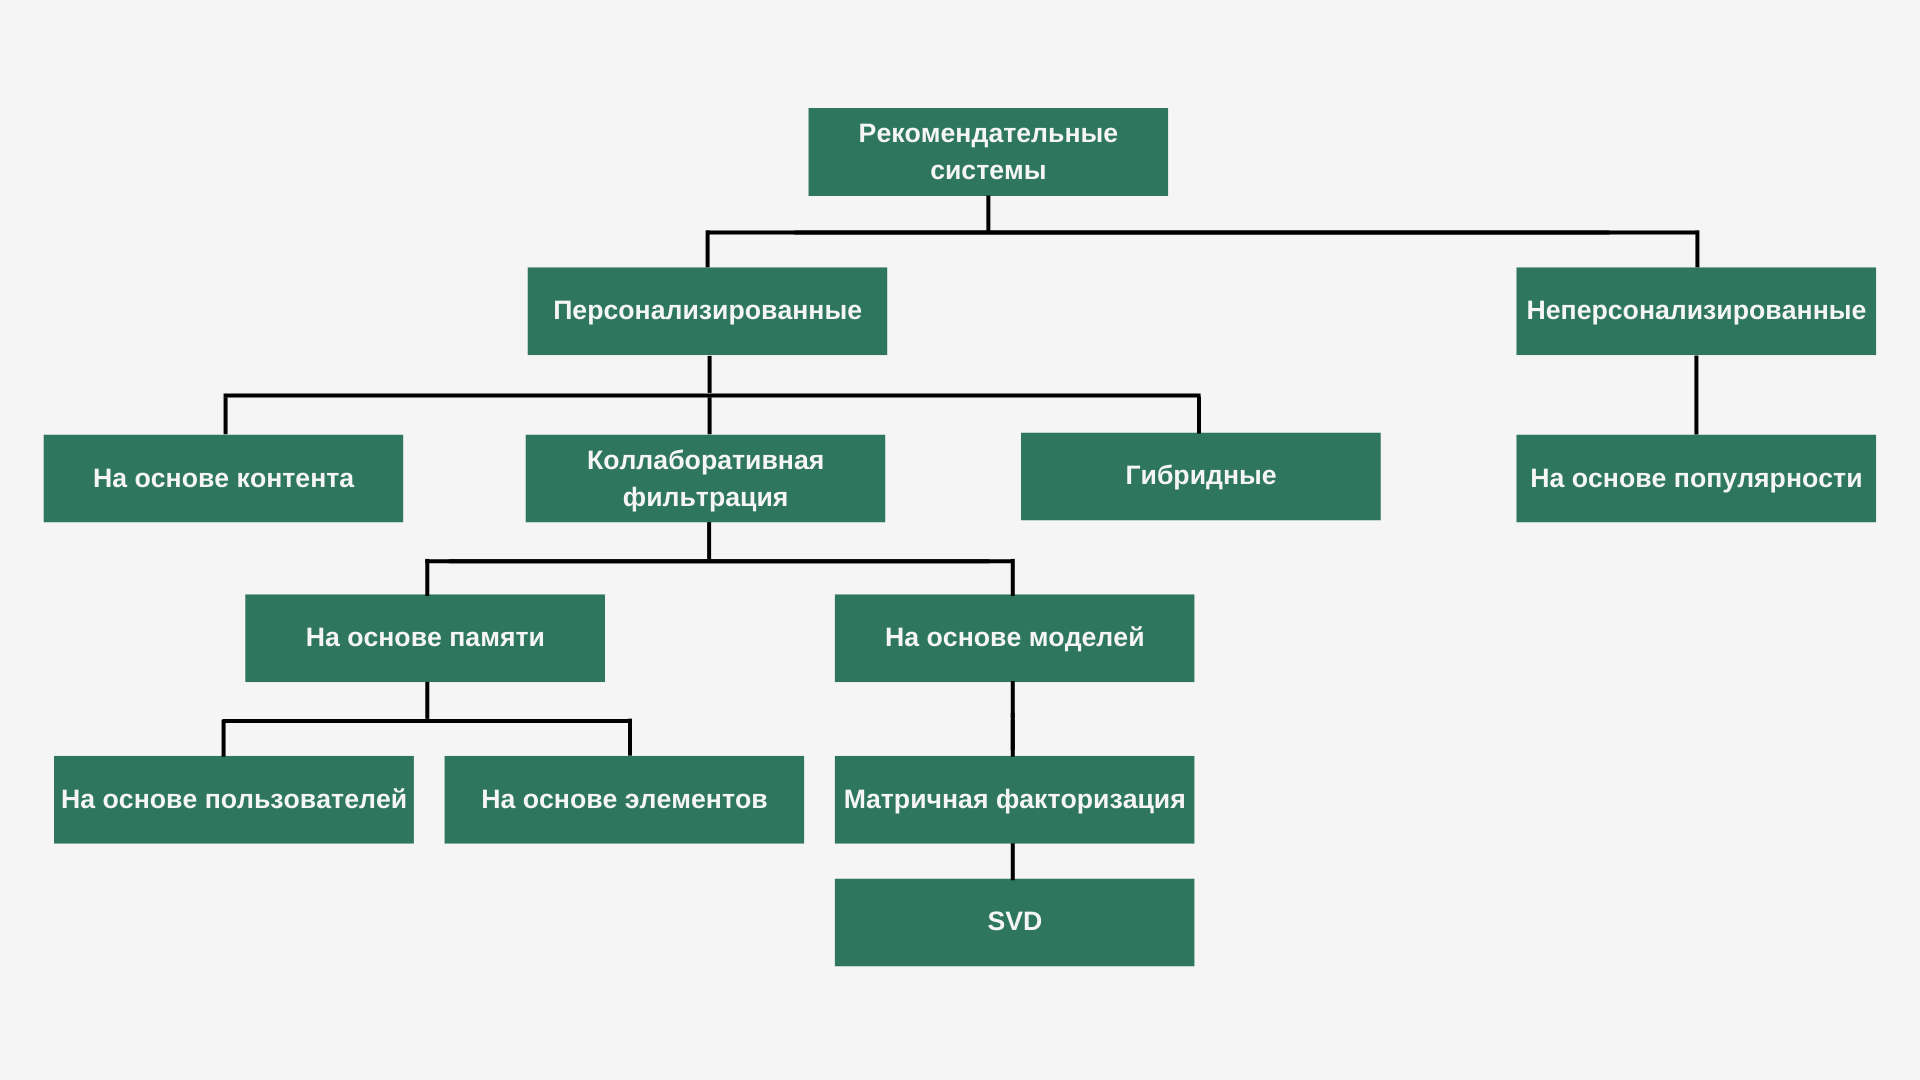 Рекомендательные
системы
Персонализированные
Неперсонализированные
На основе контента
Коллаборативная
фильтрация
Гибридные
На основе популярности
На основе памяти
На основе моделей
На основе пользователей
На основе элементов
Матричная факторизация
SVD